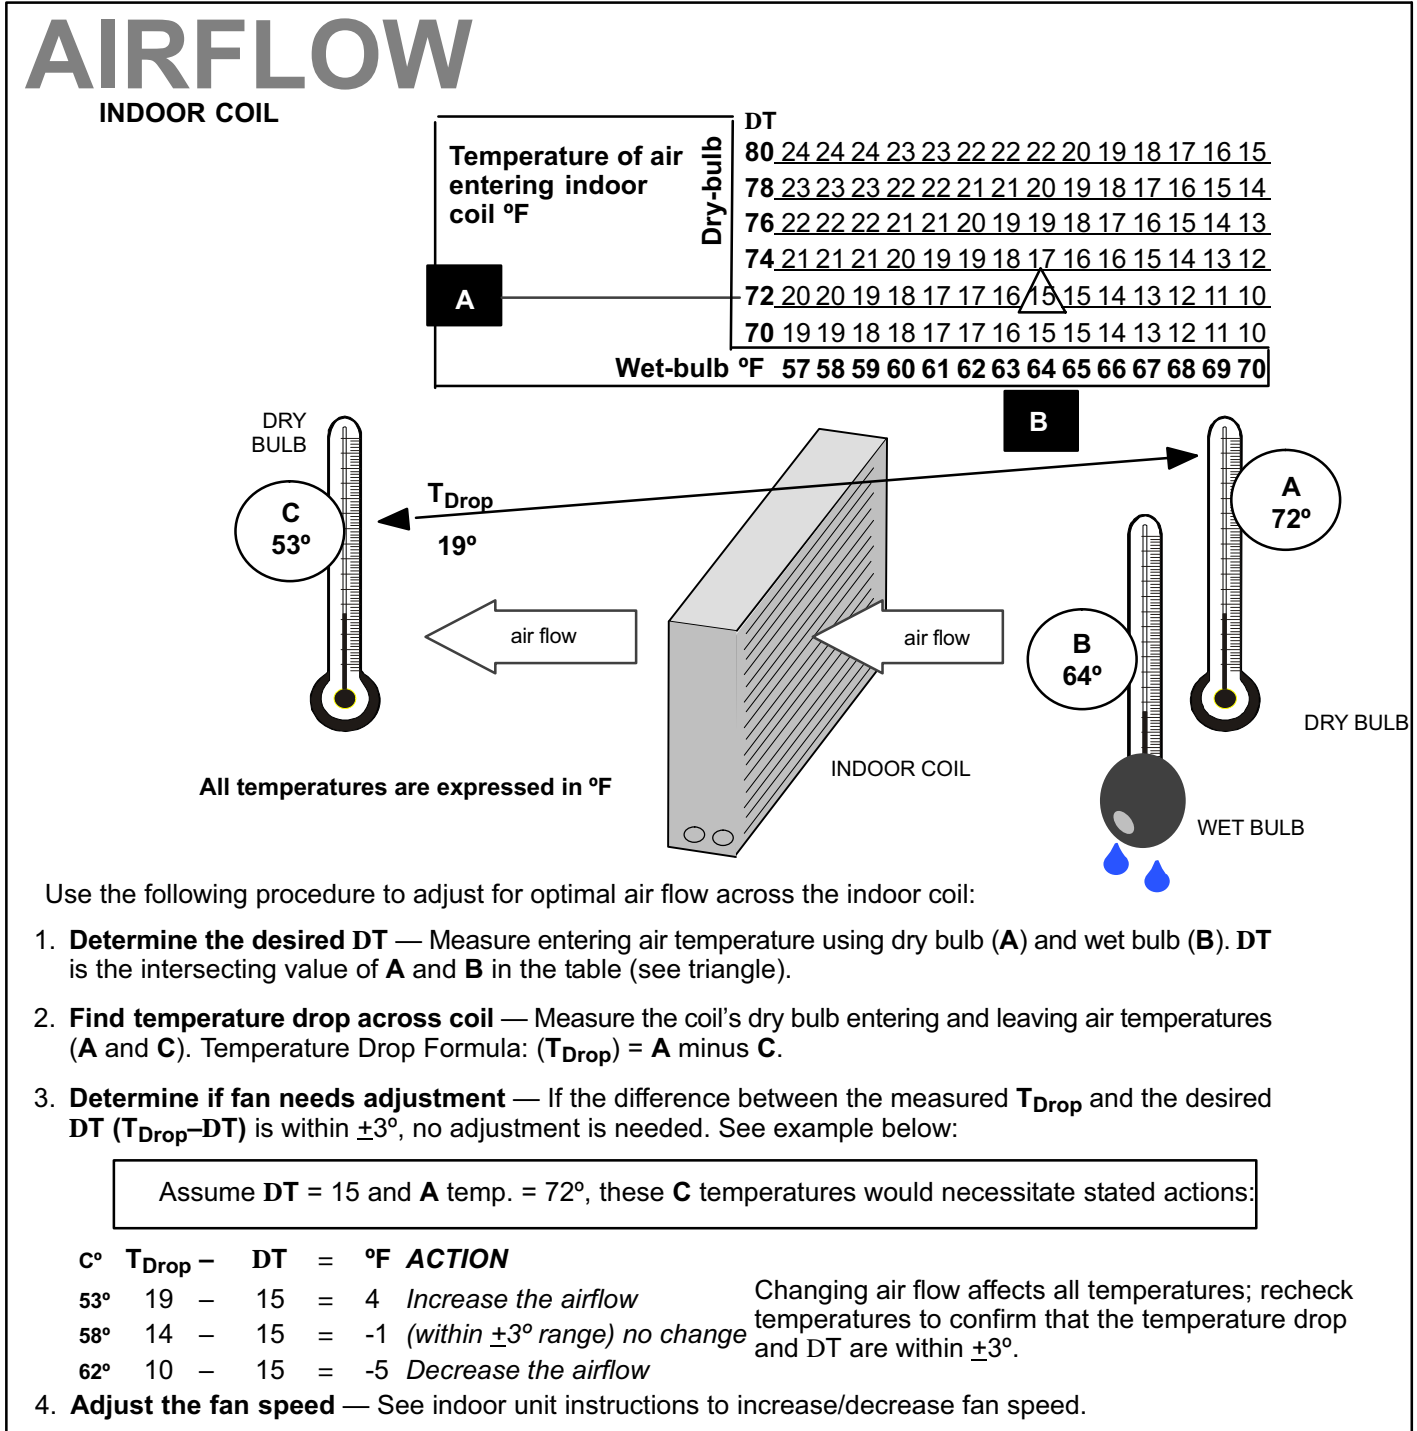 AIRFLOW
INDOOR COIL
Temperature of air
entering indoor
coil ºF
Dry-bulb
DT
80 24 24 24 23 23 22 22 22 20 19 18 17 16 15
78 23 23 23 22 22 21 21 20 19 18 17 16 15 14
76 22 22 22 21 21 20 19 19 18 17 16 15 14 13
74 21 21 21 20 19 19 18 17 16 16 15 14 13 12
A
72 20 20 19 18 17 17 16 15 15 14 13 12 11 10
70 19 19 18 18 17 17 16 15 15 14 13 12 11 10
Wet-bulb ºF 57 58 59 60 61 62 63 64 65 66 67 68 69 70
B
DRY
BULB
C
53º
TDrop
19º
A
72º
air flow
air flow
B
64º
DRY BULB
INDOOR COIL
All temperatures are expressed in ºF
WET BULB
Use the following procedure to adjust for optimal air flow across the indoor coil:
1. Determine the desired DT — Measure entering air temperature using dry bulb (A) and wet bulb (B). DT
is the intersecting value of A and B in the table (see triangle).
2. Find temperature drop across coil — Measure the coil's dry bulb entering and leaving air temperatures
(A and C). Temperature Drop Formula: (TDrop) = A minus C.
3. Determine if fan needs adjustment — If the difference between the measured TDrop and the desired
DT (TDrop–DT) is within ±3º, no adjustment is needed. See example below:
Assume DT = 15 and A temp. = 72º, these C temperatures would necessitate stated actions:
Cº TDrop – DT = ºF ACTION
53º 19 – 15 = 4 Increase the airflow
58º 14 – 15 = -1 (within ±3º range) no change
62º 10 – 15 = -5 Decrease the airflow
Changing air flow affects all temperatures; recheck
temperatures to confirm that the temperature drop
and DT are within ±3º.
4. Adjust the fan speed — See indoor unit instructions to increase/decrease fan speed.